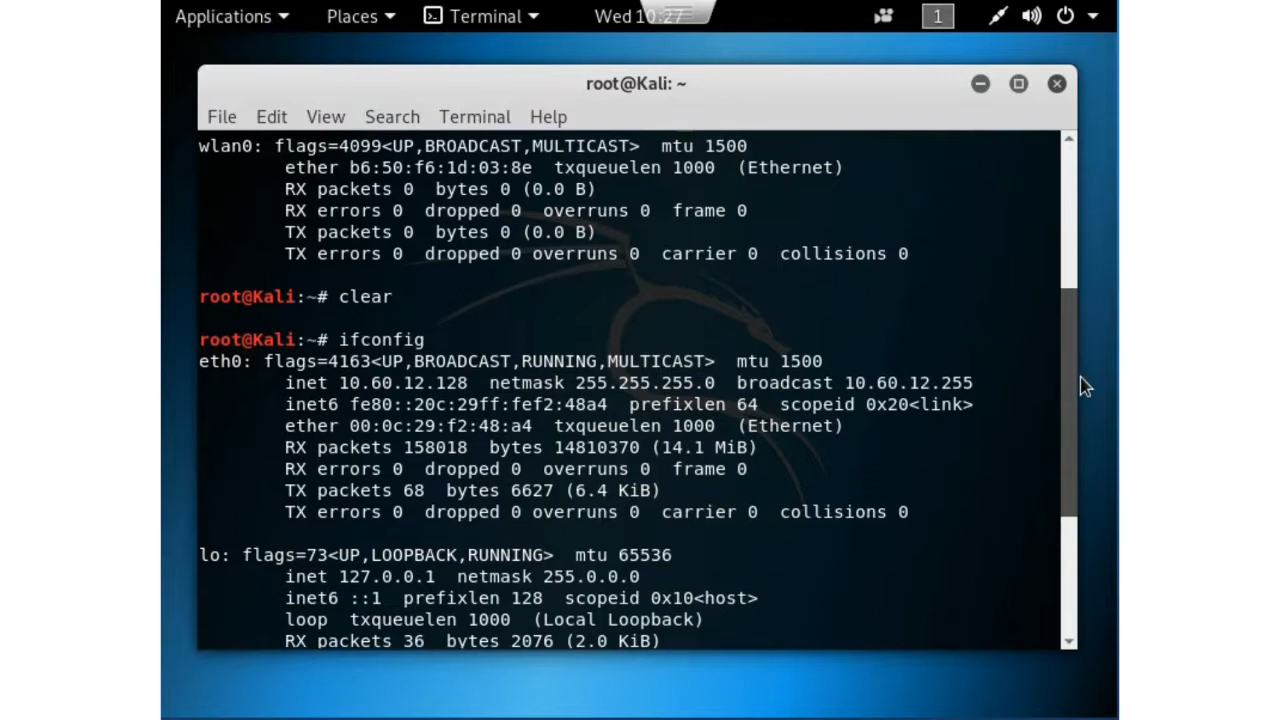 Applications Places Terminal Wed 10:27 1
root@Kali: ~
File Edit View Search Terminal Help
wlan0: flags=4099<UP,BROADCAST,MULTICAST>  mtu 1500
        ether b6:50:f6:1d:03:8e  txqueuelen 1000  (Ethernet)
        RX packets 0  bytes 0 (0.0 B)
        RX errors 0  dropped 0  overruns 0  frame 0
        TX packets 0  bytes 0 (0.0 B)
        TX errors 0  dropped 0 overruns 0  carrier 0  collisions 0
root@Kali:~# clear
root@Kali:~# ifconfig
eth0: flags=4163<UP,BROADCAST,RUNNING,MULTICAST>  mtu 1500
        inet 10.60.12.128  netmask 255.255.255.0  broadcast 10.60.12.255
        inet6 fe80::20c:29ff:fef2:48a4  prefixlen 64  scopeid 0x20<link>
        ether 00:0c:29:f2:48:a4  txqueuelen 1000  (Ethernet)
        RX packets 158018  bytes 14810370 (14.1 MiB)
        RX errors 0  dropped 0  overruns 0  frame 0
        TX packets 68  bytes 6627 (6.4 KiB)
        TX errors 0  dropped 0 overruns 0  carrier 0  collisions 0
lo: flags=73<UP,LOOPBACK,RUNNING>  mtu 65536
        inet 127.0.0.1  netmask 255.0.0.0
        inet6 ::1  prefixlen 128  scopeid 0x10<host>
        loop  txqueuelen 1000  (Local Loopback)
        RX packets 36  bytes 2076 (2.0 KiB)